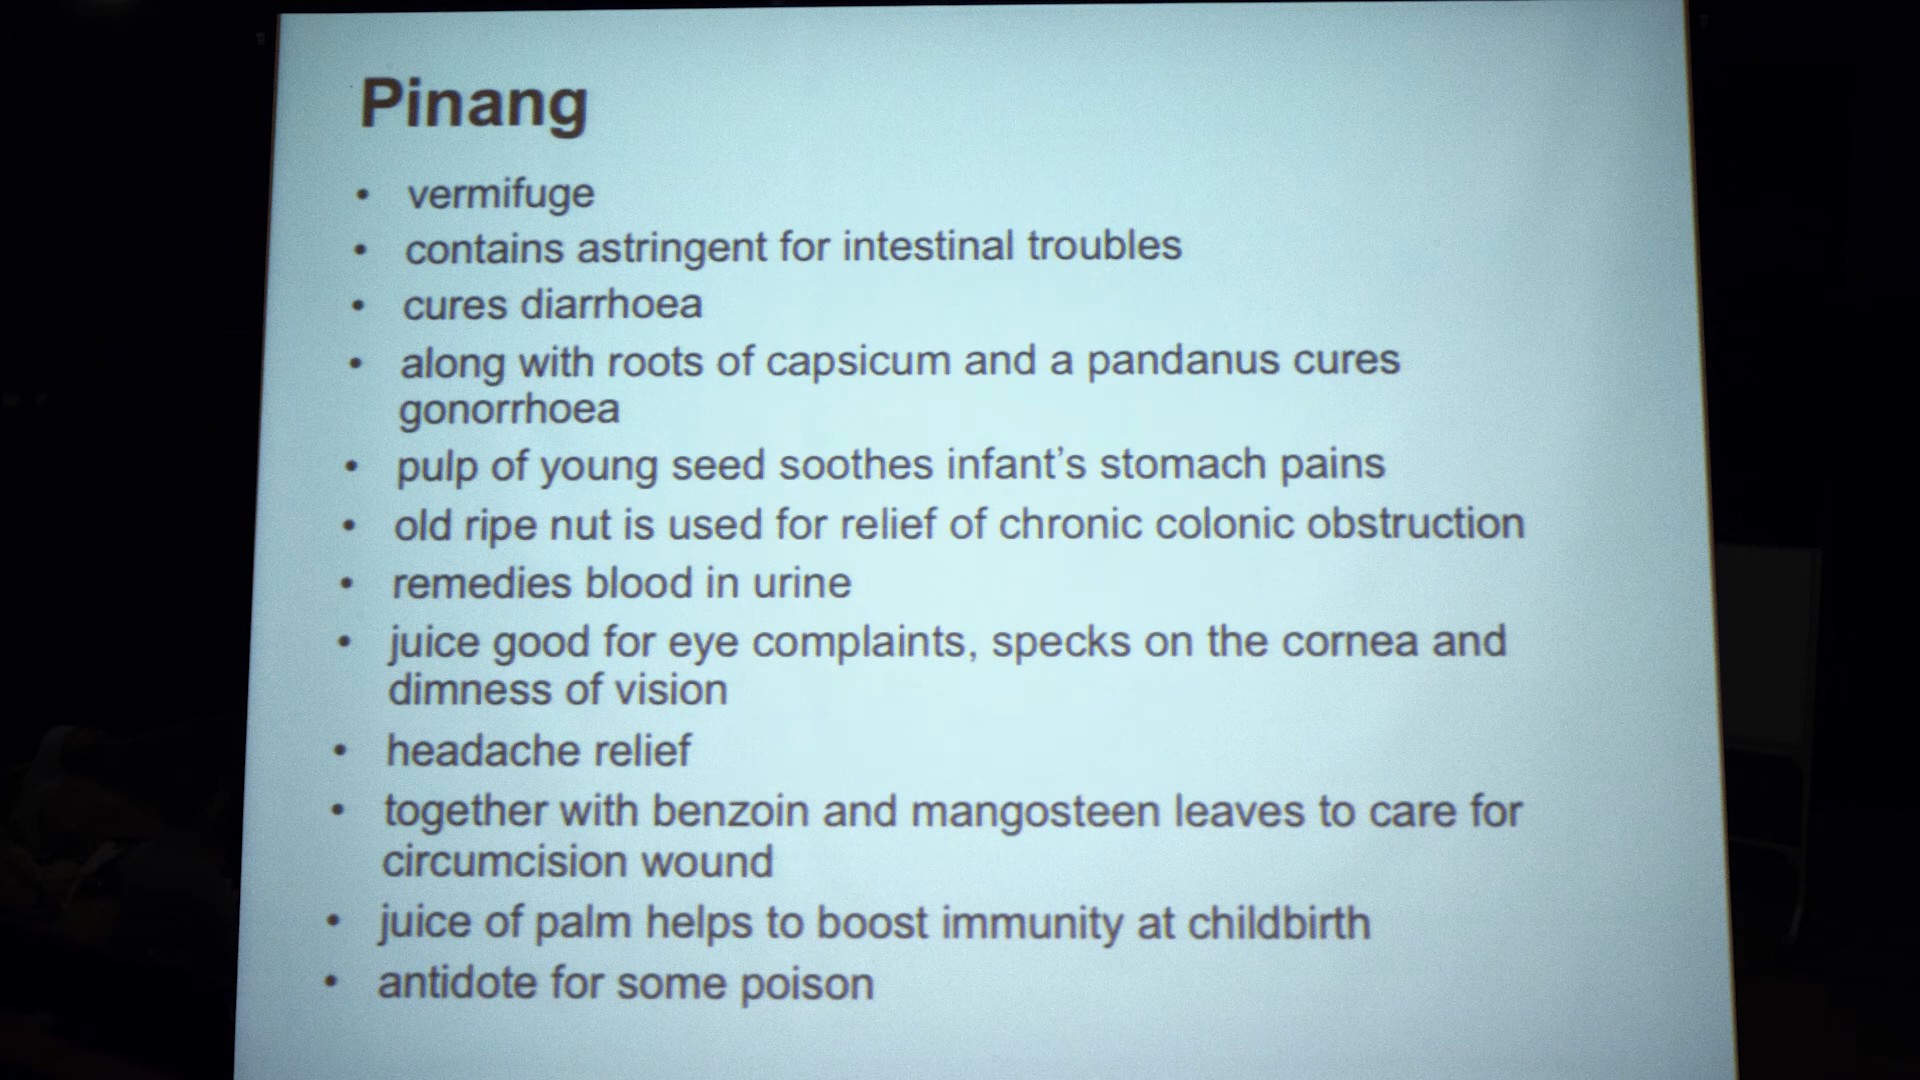 Pinang
• vermifuge
• contains astringent for intestinal troubles
• cures diarrhoea
• along with roots of capsicum and a pandanus cures
gonorrhoea
• pulp of young seed soothes infant’s stomach pains
• old ripe nut is used for relief of chronic colonic obstruction
• remedies blood in urine
• juice good for eye complaints, specks on the cornea and
dimness of vision
• headache relief
• together with benzoin and mangosteen leaves to care for
circumcision wound
• juice of palm helps to boost immunity at childbirth
• antidote for some poison